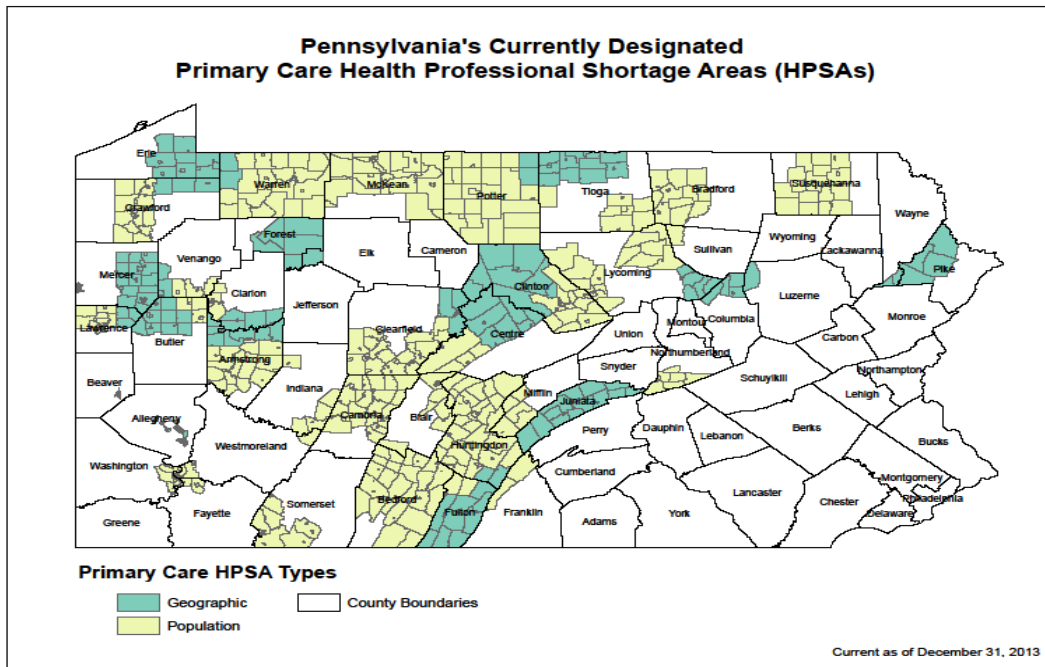 Pennsylvania's Currently Designated
Primary Care Health Professional Shortage Areas (HPSAs)
Erie
Crawford
Warren
McKean
Potter
Tioga
Bradford
Susquehanna
Wayne
Forest
Elk
Cameron
Sullivan
Wyoming
Lackawanna
Pike
Mercer
Venango
Clarion
Jefferson
Clinton
Lycoming
Luzerne
Monroe
Lawrence
Butler
Clearfield
Centre
Union
Montour
Columbia
Carbon
Armstrong
Indiana
Snyder
Northumberland
Schuylkill
Northampton
Lehigh
Beaver
Allegheny
Westmoreland
Cambria
Blair
Huntingdon
Mifflin
Juniata
Perry
Dauphin
Lebanon
Berks
Bucks
Washington
Greene
Fayette
Somerset
Bedford
Fulton
Franklin
Cumberland
Adams
York
Lancaster
Chester
Montgomery
Philadelphia
Delaware
Primary Care HPSA Types
Geographic
County Boundaries
Population
Current as of December 31, 2013